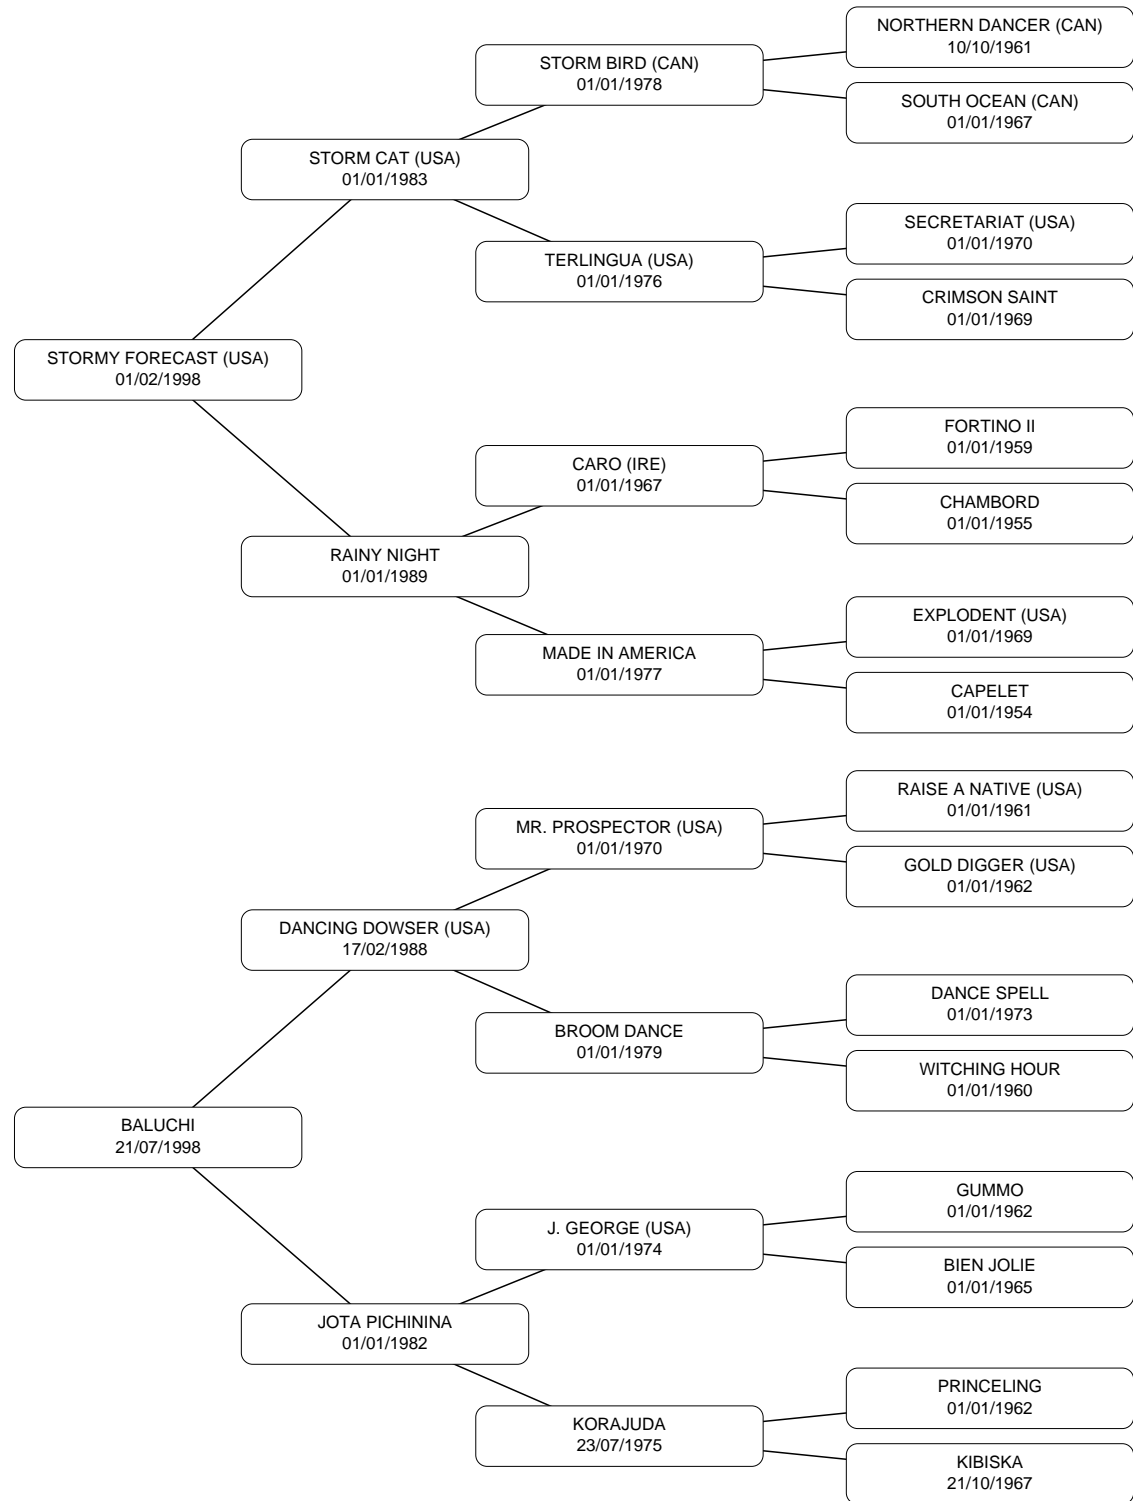 NORTHERN DANCER (CAN)
10/10/1961
STORM BIRD (CAN)
01/01/1978
SOUTH OCEAN (CAN)
01/01/1967
STORM CAT (USA)
01/01/1983
SECRETARIAT (USA)
01/01/1970
TERLINGUA (USA)
01/01/1976
CRIMSON SAINT
01/01/1969
STORMY FORECAST (USA)
01/02/1998
FORTINO II
01/01/1959
CARO (IRE)
01/01/1967
CHAMBORD
01/01/1955
RAINY NIGHT
01/01/1989
EXPLODENT (USA)
01/01/1969
MADE IN AMERICA
01/01/1977
CAPELET
01/01/1954
RAISE A NATIVE (USA)
01/01/1961
MR. PROSPECTOR (USA)
01/01/1970
GOLD DIGGER (USA)
01/01/1962
DANCING DOWSER (USA)
17/02/1988
DANCE SPELL
01/01/1973
BROOM DANCE
01/01/1979
WITCHING HOUR
01/01/1960
BALUCHI
21/07/1998
GUMMO
01/01/1962
J. GEORGE (USA)
01/01/1974
BIEN JOLIE
01/01/1965
JOTA PICHININA
01/01/1982
PRINCELING
01/01/1962
KORAJUDA
23/07/1975
KIBISKA
21/10/1967